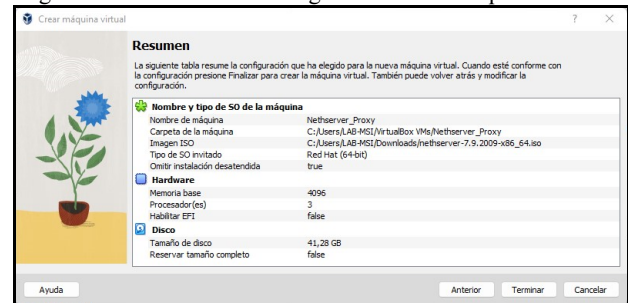 Crear máquina virtual
Resumen
La siguiente tabla resume la configuración que ha elegido para la nueva máquina virtual. Cuando esté conforme con
la configuración presione Finalizar para crear la máquina virtual. También puede volver atrás y modificar la
configuración.
Nombre y tipo de SO de la máquina
Nombre de máquina Nethserver_Proxy
Carpeta de la máquina C:/Users/LAB-MSI/VirtualBox VMs/Nethserver_Proxy
Imagen ISO C:/Users/LAB-MSI/Downloads/nethserver-7.9.2009-x86_64.iso
Tipo de SO invitado Red Hat (64-bit)
Omitir instalación desatendida true
Hardware
Memoria base 4096
Procesador(es) 3
Habilitar EFI false
Disco
Tamaño de disco 41,28 GB
Reservar tamaño completo false
Ayuda Anterior Terminar Cancelar